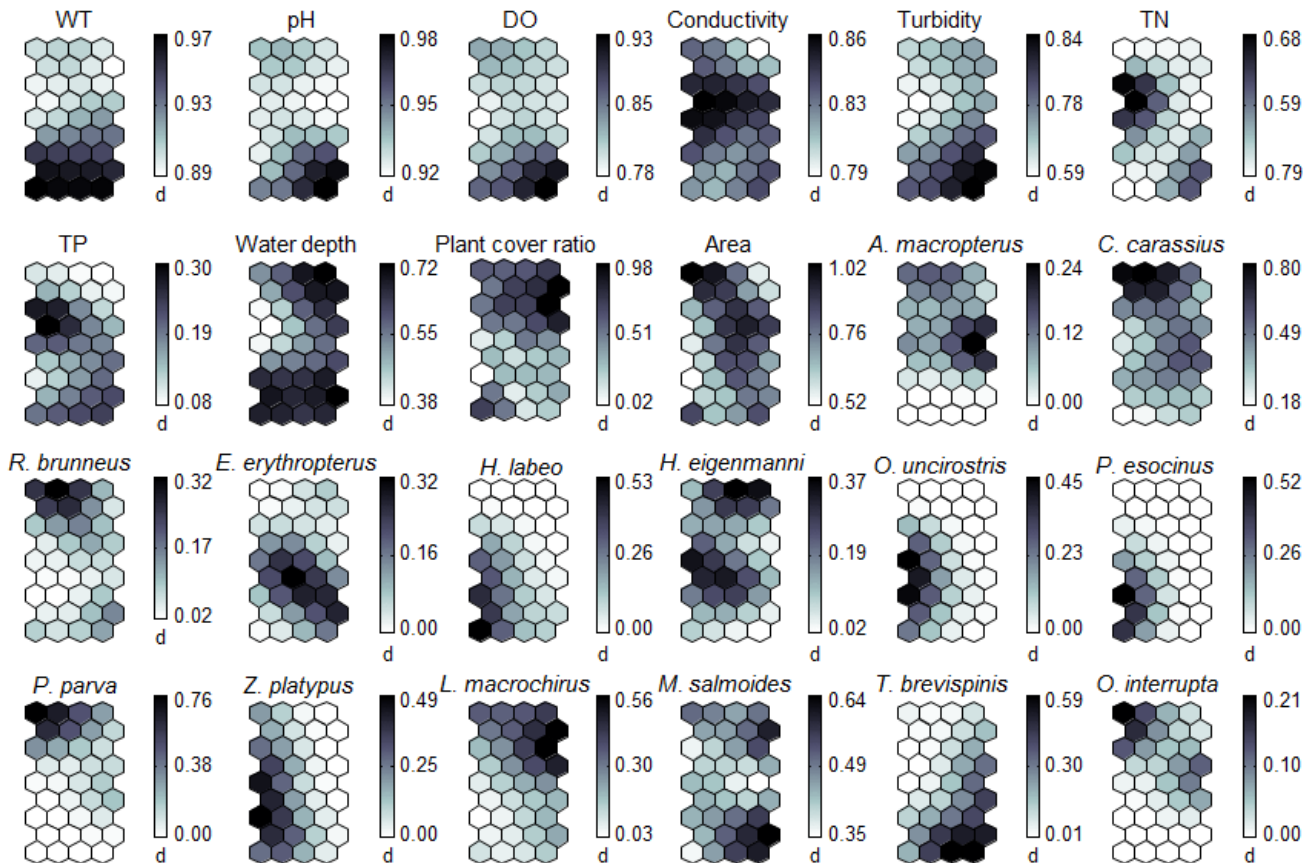 WT pH DO Conductivity Turbidity TN
0.97 0.98 0.93 0.86 0.84 0.68
0.93 0.95 0.85 0.83 0.78 0.59
0.89 0.92 0.78 0.79 0.59 0.79
d d d d d d
TP Water depth Plant cover ratio Area A. macropterus C. carassius
0.30 0.72 0.98 1.02 0.24 0.80
0.19 0.55 0.51 0.76 0.12 0.49
0.08 0.38 0.02 0.52 0.00 0.18
d d d d d d
R. brunneus E. erythropterus H. labeo H. eigenmanni O. uncirostris P. esocinus
0.32 0.32 0.53 0.37 0.45 0.52
0.17 0.16 0.26 0.19 0.23 0.26
0.02 0.00 0.00 0.02 0.00 0.00
d d d d d d
P. parva Z. platypus L. macrochirus M. salmoides T. brevispinis O. interrupta
0.76 0.49 0.56 0.64 0.59 0.21
0.38 0.25 0.30 0.49 0.30 0.10
0.00 0.00 0.03 0.35 0.01 0.00
d d d d d d